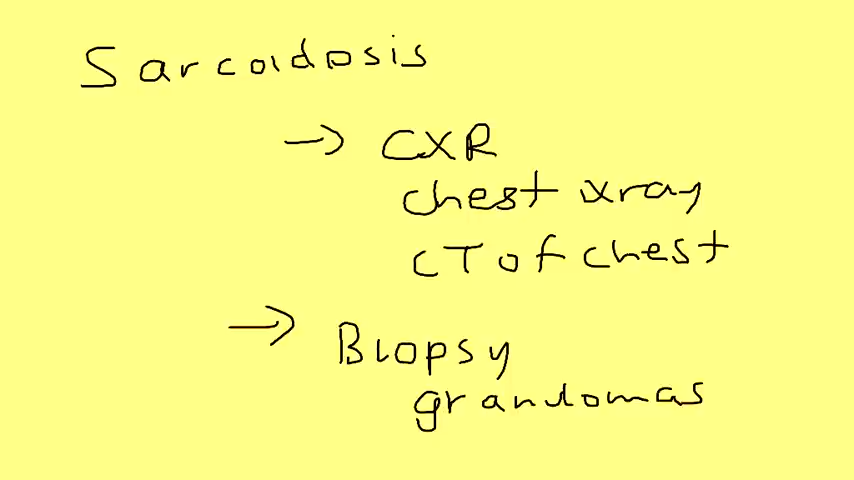 Sarcoidosis
→ CXR
chest xray
CT of chest
→ Biopsy
granulomas